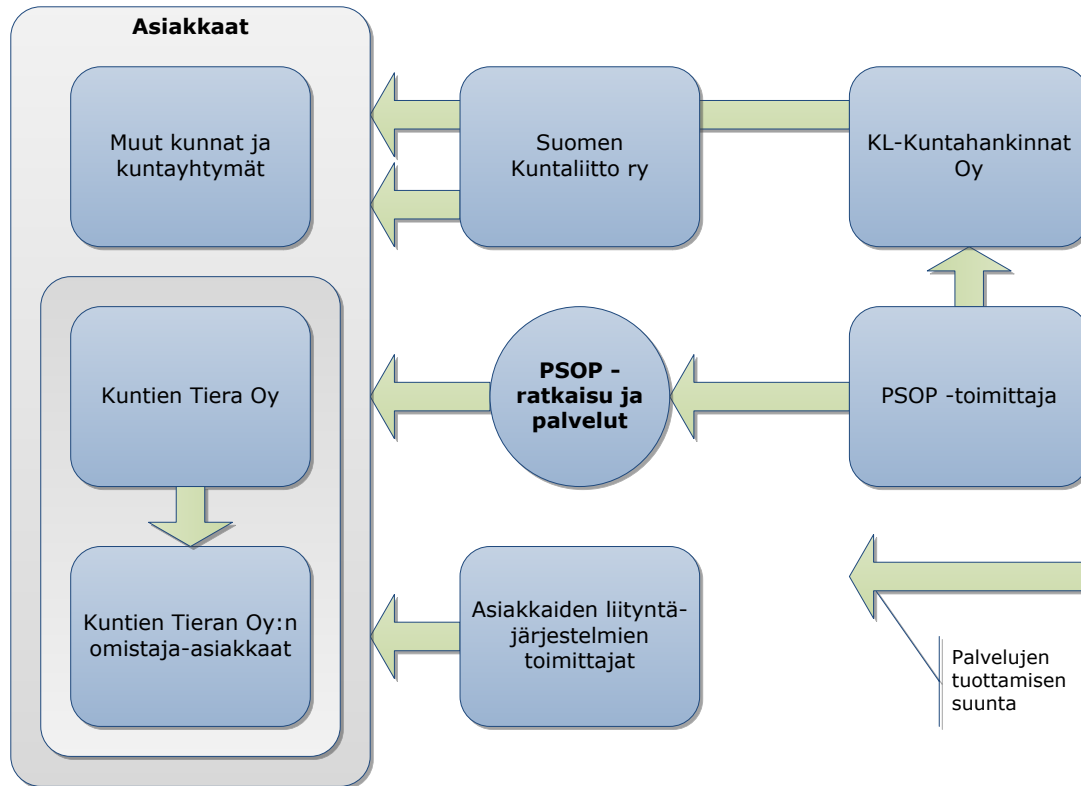 Asiakkaat
Muut kunnat ja
kuntayhtymät
Suomen
Kuntaliitto ry
KL-Kuntahankinnat
Oy
Kuntien Tiera Oy
PSOP -
ratkaisu ja
palvelut
PSOP -toimittaja
Kuntien Tieran Oy:n
omistaja-asiakkaat
Asiakkaiden liityntä-
järjestelmien
toimittajat
Palvelujen
tuottamisen
suunta